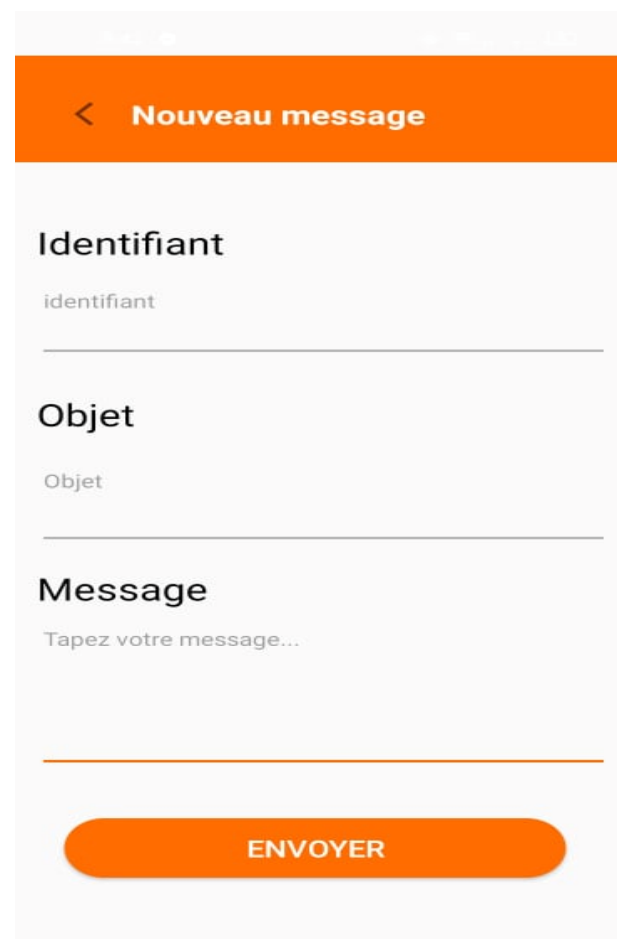 Nouveau message
Identifiant
identifiant
Objet
Objet
Message
Tapez votre message...
ENVOYER